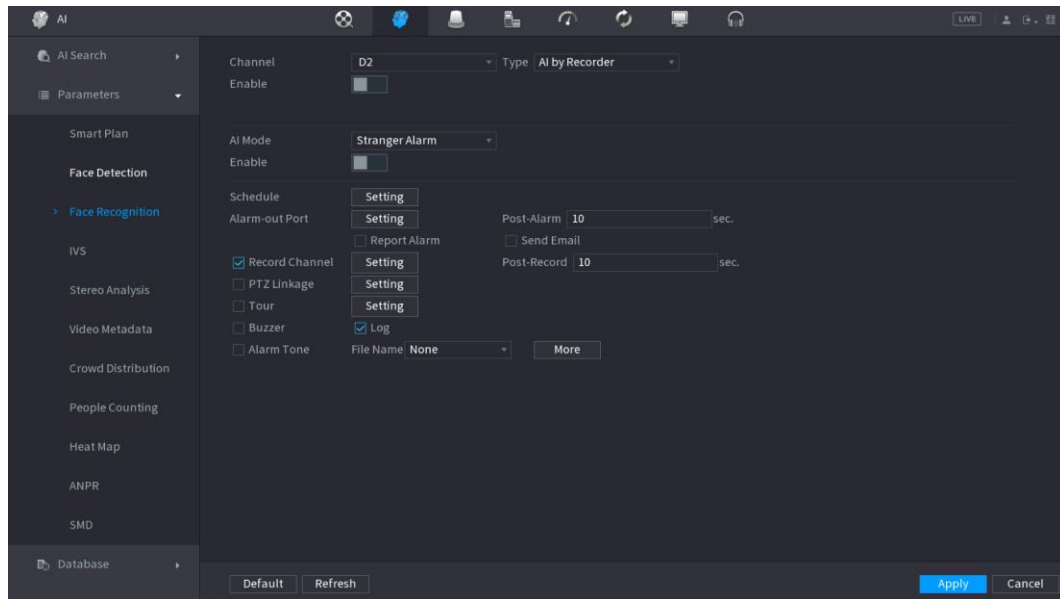 AI
LIVE
AI Search
Parameters
Smart Plan
Face Detection
Face Recognition
IVS
Stereo Analysis
Video Metadata
Crowd Distribution
People Counting
Heat Map
ANPR
SMD
Database
Channel D2 Type AI by Recorder
Enable
AI Mode Stranger Alarm
Enable
Schedule Setting
Alarm-out Port Setting Post-Alarm 10 sec.
Report Alarm Send Email
Record Channel Setting Post-Record 10 sec.
PTZ Linkage Setting
Tour Setting
Buzzer Log
Alarm Tone File Name None More
Default Refresh Apply Cancel